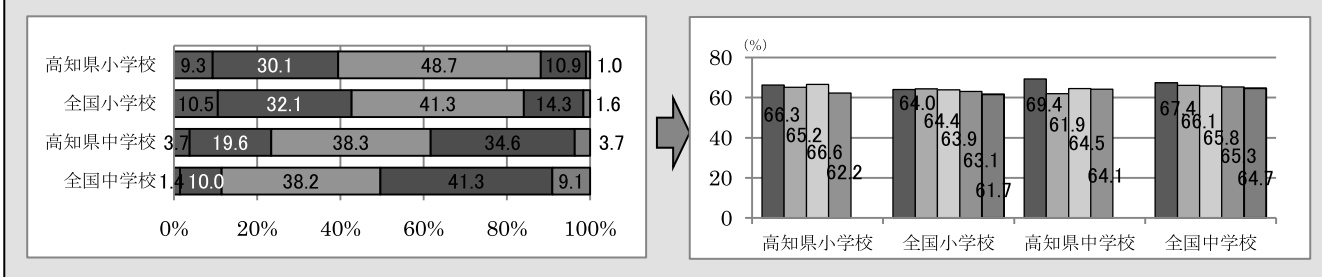 高知県小学校 9.3 30.1 48.7 10.9 1.0
全国小学校 10.5 32.1 41.3 14.3 1.6
高知県中学校 3.7 19.6 38.3 34.6 3.7
全国中学校 1.4 10.0 38.2 41.3 9.1
0% 20% 40% 60% 80% 100%
(%)
80
60
40
20
0
66.3 65.2 66.6 62.2
64.0 64.4 63.9 63.1 61.7
69.4 61.9 64.5 64.1
67.4 66.1 65.8 65.3 64.7
高知県小学校 全国小学校 高知県中学校 全国中学校